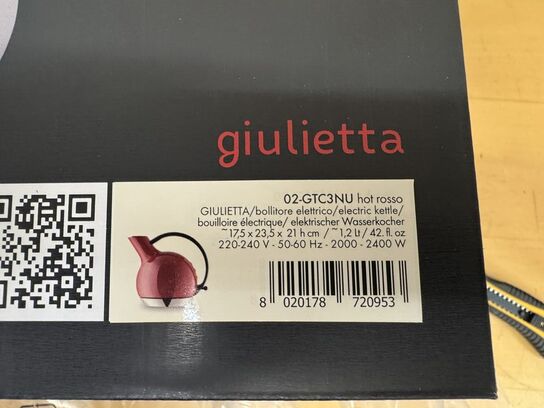 giulietta
02-GTC3NU hot rosso
GIULIETTA/bollitore elettrico/electric kettle/
bouilloire électrique/ elektrischer Wasserkocher
~17,5 x 23,5 x 21 h cm / ~1,2 Lt / 42. fl. oz
220-240 V - 50-60 Hz - 2000 - 2400 W
8 020178 720953